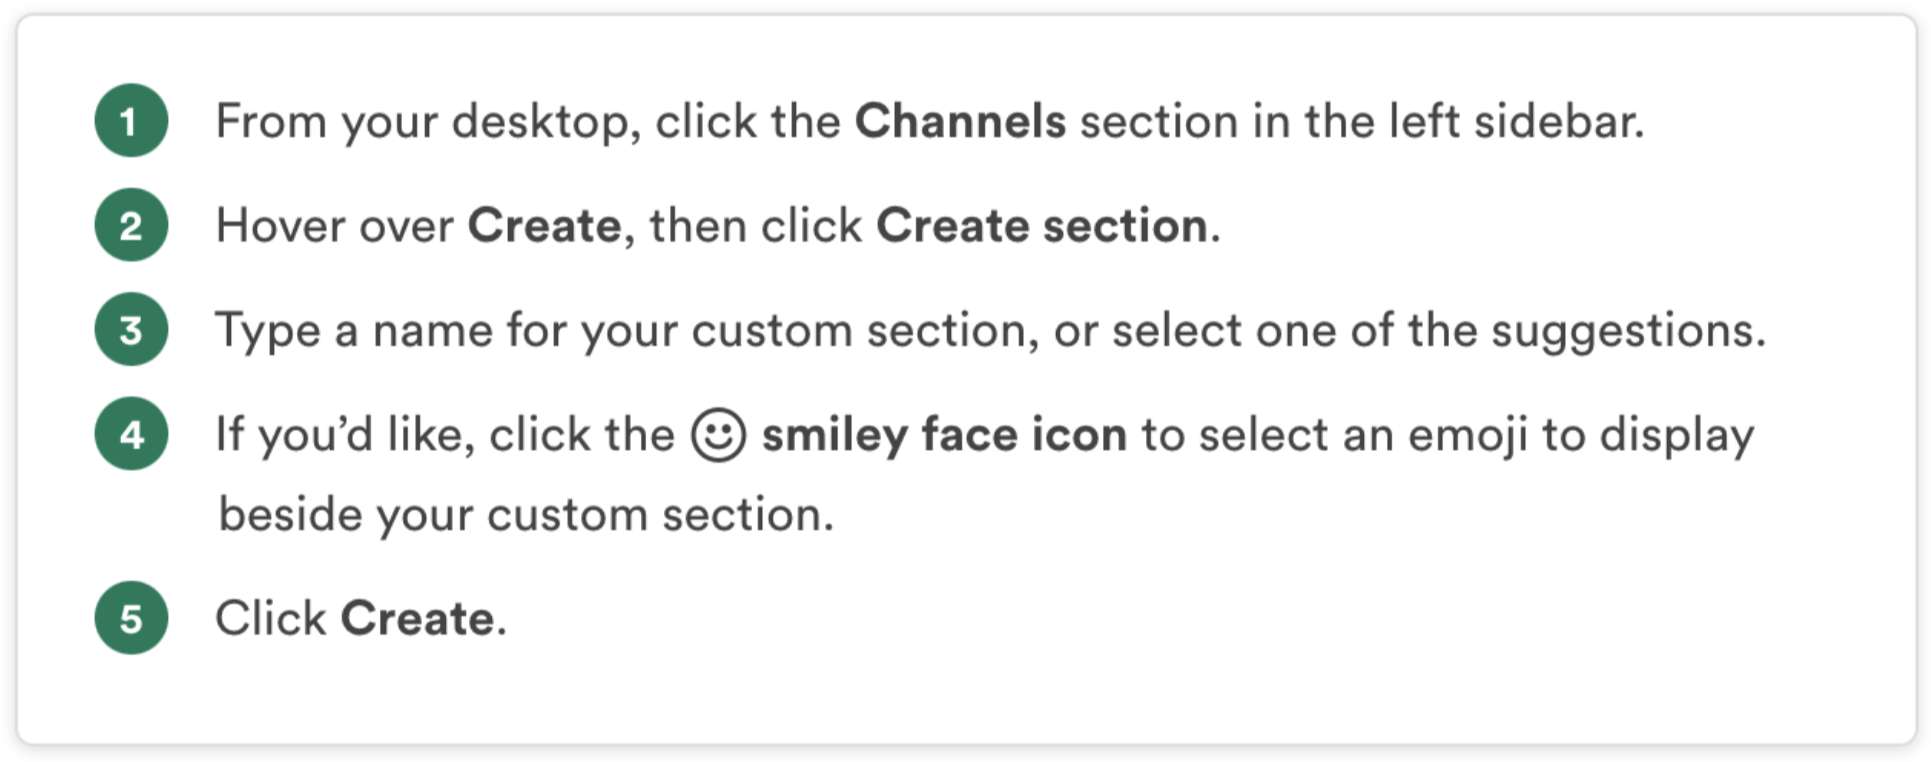 1 From your desktop, click the Channels section in the left sidebar.
2 Hover over Create, then click Create section.
3 Type a name for your custom section, or select one of the suggestions.
4 If you’d like, click the smiley face icon to select an emoji to display
beside your custom section.
5 Click Create.